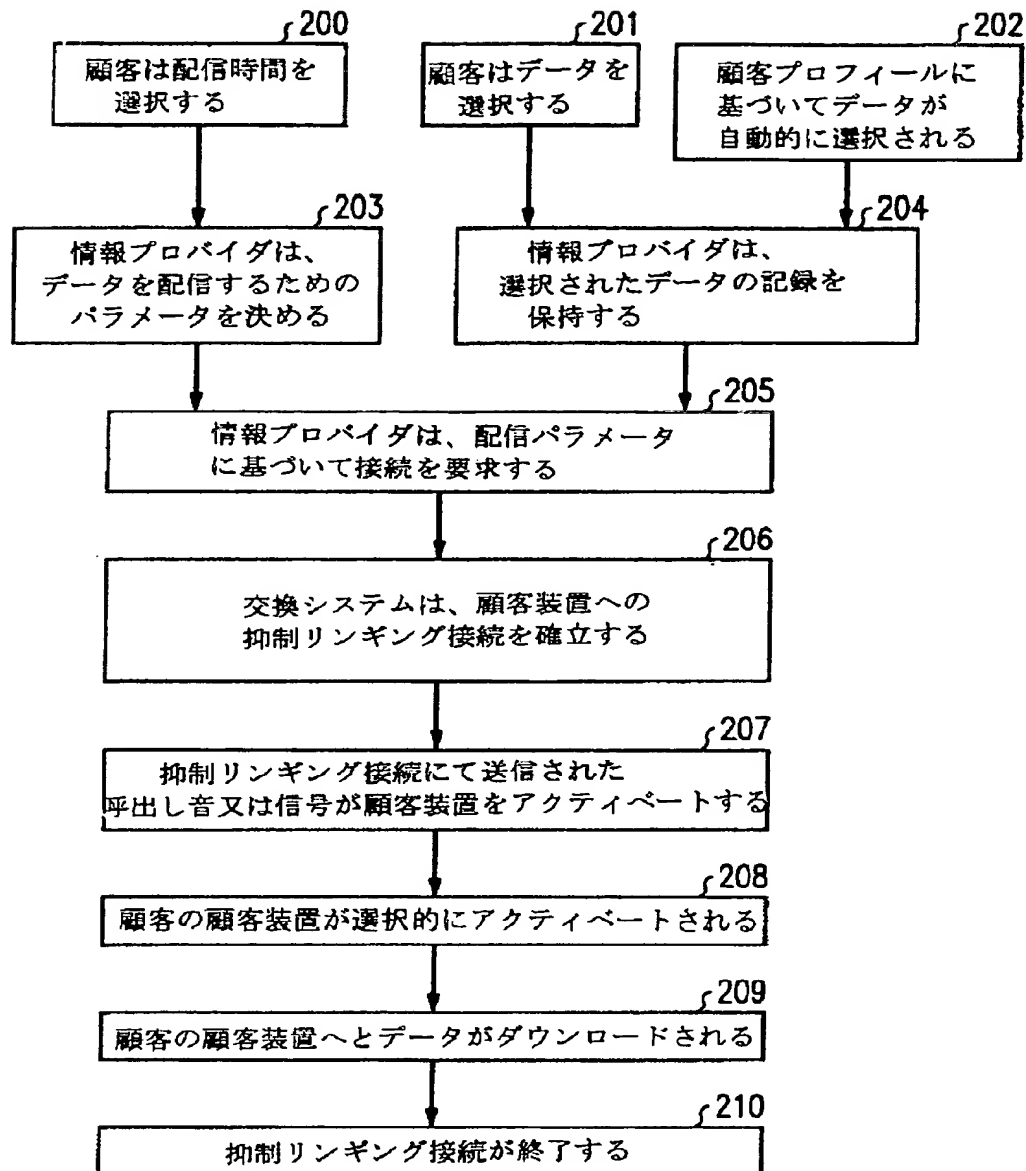 200
顧客は配信時間を
選択する
201
顧客はデータを
選択する
202
顧客プロフィールに
基づいてデータが
自動的に選択される
203
情報プロバイダは、
データを配信するための
パラメータを決める
204
情報プロバイダは、
選択されたデータの記録を
保持する
205
情報プロバイダは、配信パラメータ
に基づいて接続を要求する
206
交換システムは、顧客装置への
抑制リンギング接続を確立する
207
抑制リンギング接続にて送信された
呼出し音又は信号が顧客装置をアクティベートする
208
顧客の顧客装置が選択的にアクティベートされる
209
顧客の顧客装置へとデータがダウンロードされる
210
抑制リンギング接続が終了する